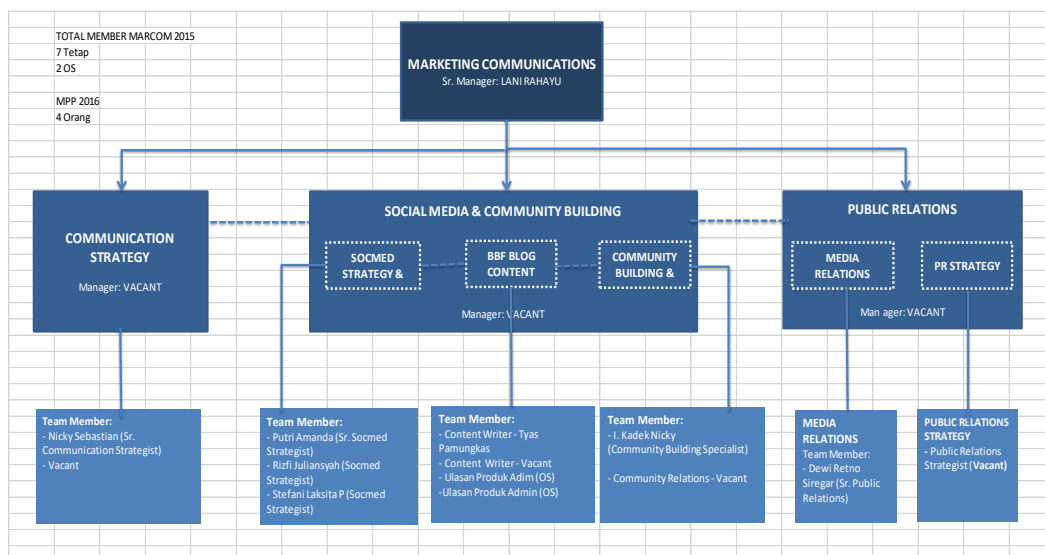 TOTAL MEMBER MARCOM 2015
7 Tetap
2 OS
MPP 2016
4 Orang
MARKETING COMMUNICATIONS
Sr. Manager: LANI RAHAYU
COMMUNICATION
STRATEGY
Manager: VACANT
SOCIAL MEDIA & COMMUNITY BUILDING
SOCMED
STRATEGY &
BBF BLOG
CONTENT
COMMUNITY
BUILDING &
Manager: VACANT
PUBLIC RELATIONS
MEDIA
RELATIONS
PR STRATEGY
Man ager: VACANT
Team Member:
- Nicky Sebastian (Sr.
Communication Strategist)
- Vacant
Team Member:
- Putri Amanda (Sr. Socmed
Strategist)
- Rizfi Juliansyah (Socmed
Strategist)
- Stefani Laksita P (Socmed
Strategist)
Team Member:
- Content Writer - Tyas
Pamungkas
- Content Writer - Vacant
- Ulasan Produk Adim (OS)
-Ulasan Produk Admin (OS)
Team Member:
- I. Kadek Nicky
(Community Building Specialist)
- Community Relations - Vacant
MEDIA
RELATIONS
Team Member:
- Dewi Retno
Siregar (Sr. Public
Relations)
PUBLIC RELATIONS
STRATEGY
- Public Relations
Strategist (Vacant)